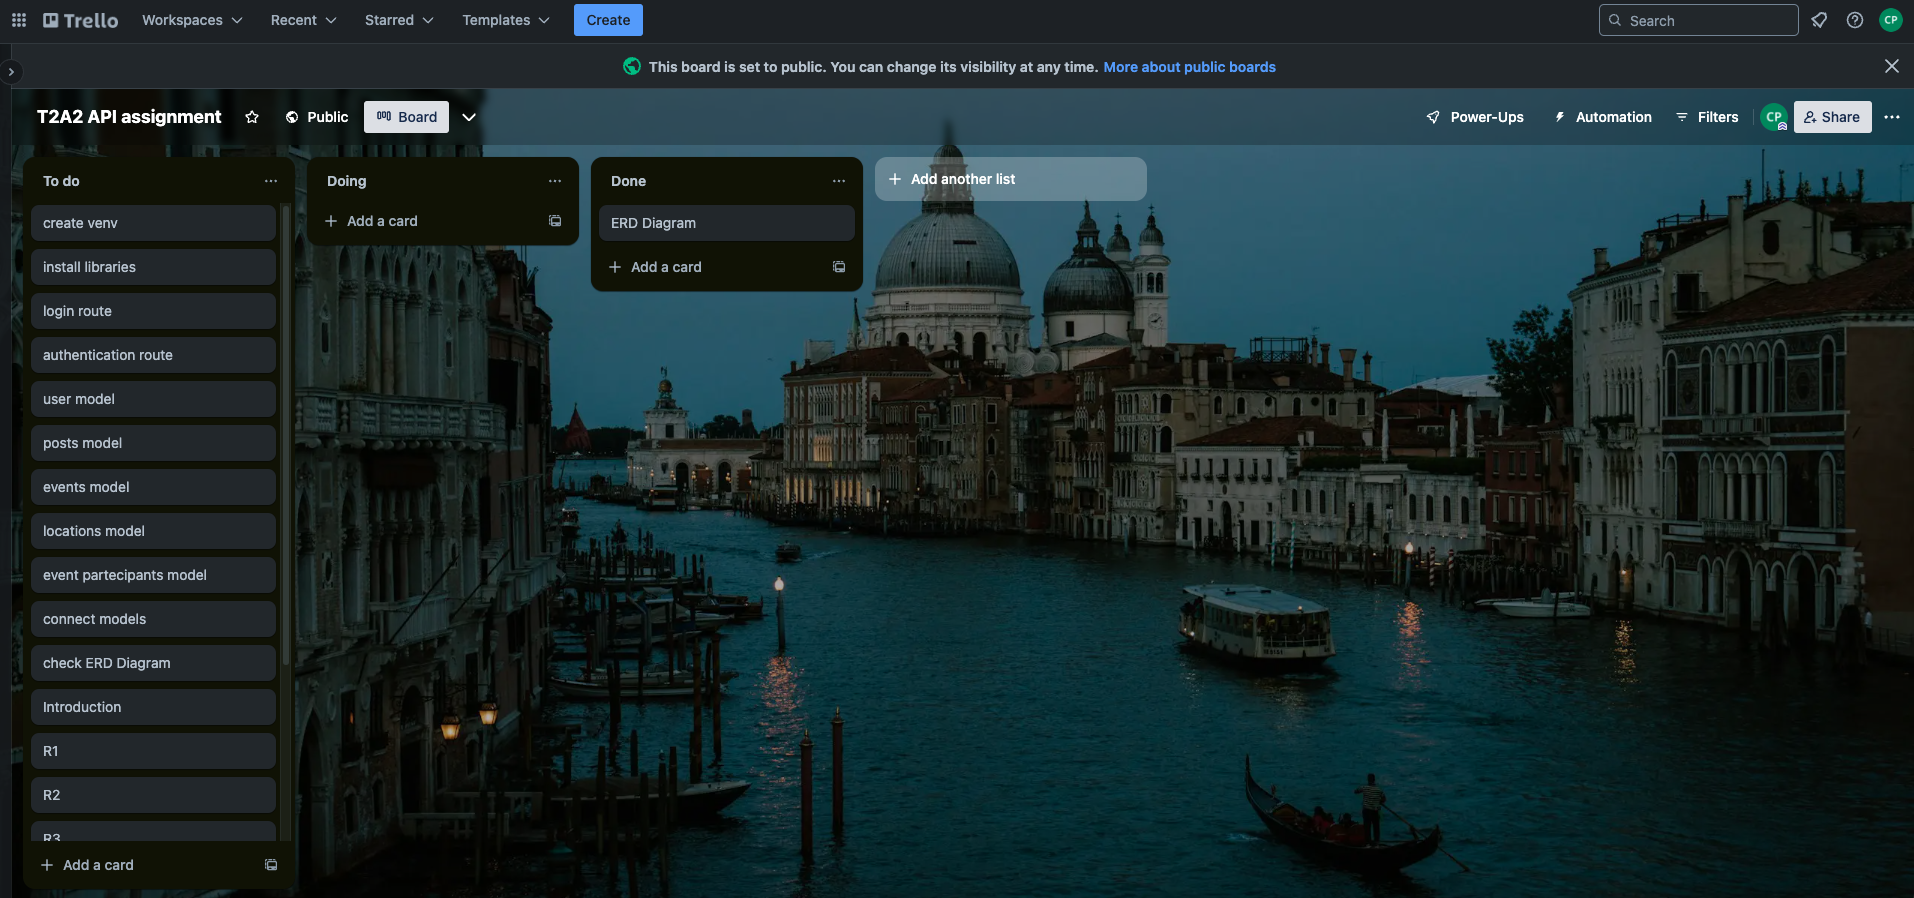 Trello Workspaces Recent Starred Templates Create Search CP
This board is set to public. You can change its visibility at any time. More about public boards
T2A2 API assignment Public Board Power-Ups Automation Filters CP Share
To do
create venv
install libraries
login route
authentication route
user model
posts model
events model
locations model
event partecipants model
connect models
check ERD Diagram
Introduction
R1
R2
R3
Add a card
Doing
Add a card
Done
ERD Diagram
Add a card
Add another list